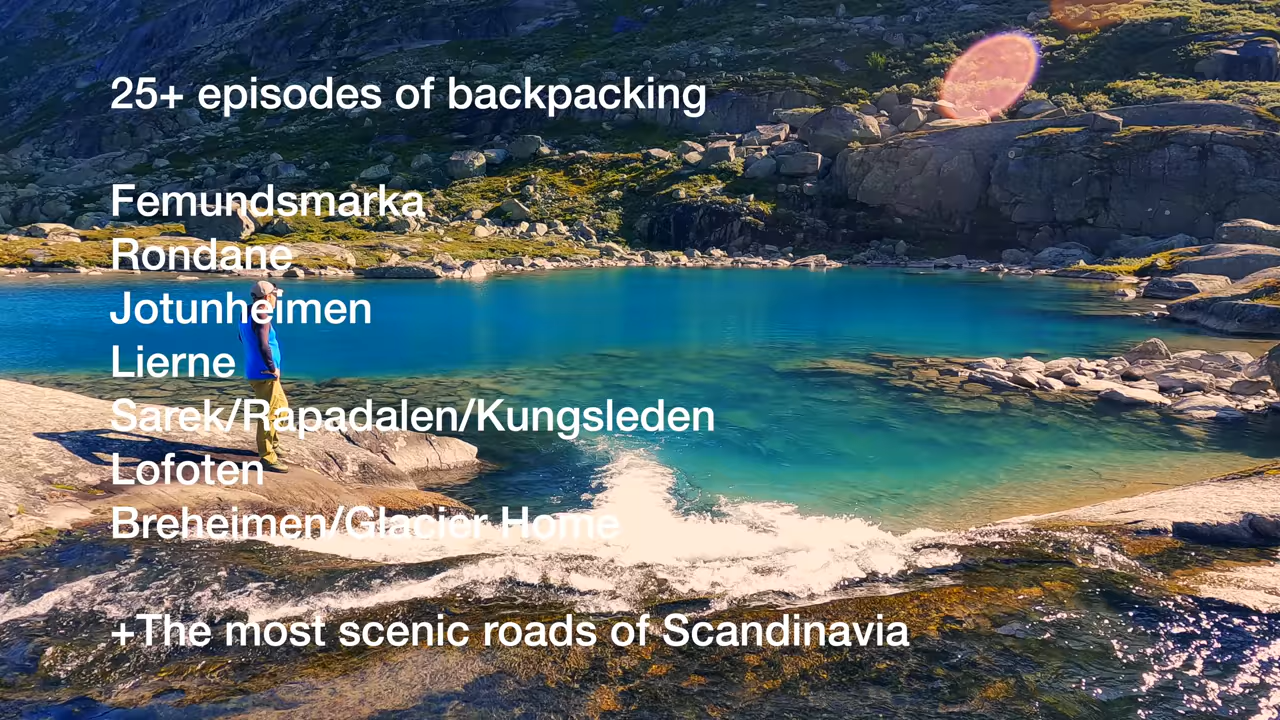 25+ episodes of backpacking
Femundsmarka
Rondane
Jotunheimen
Lierne
Sarek/Rapadalen/Kungsleden
Lofoten
Breheimen/Glacier Home
+The most scenic roads of Scandinavia